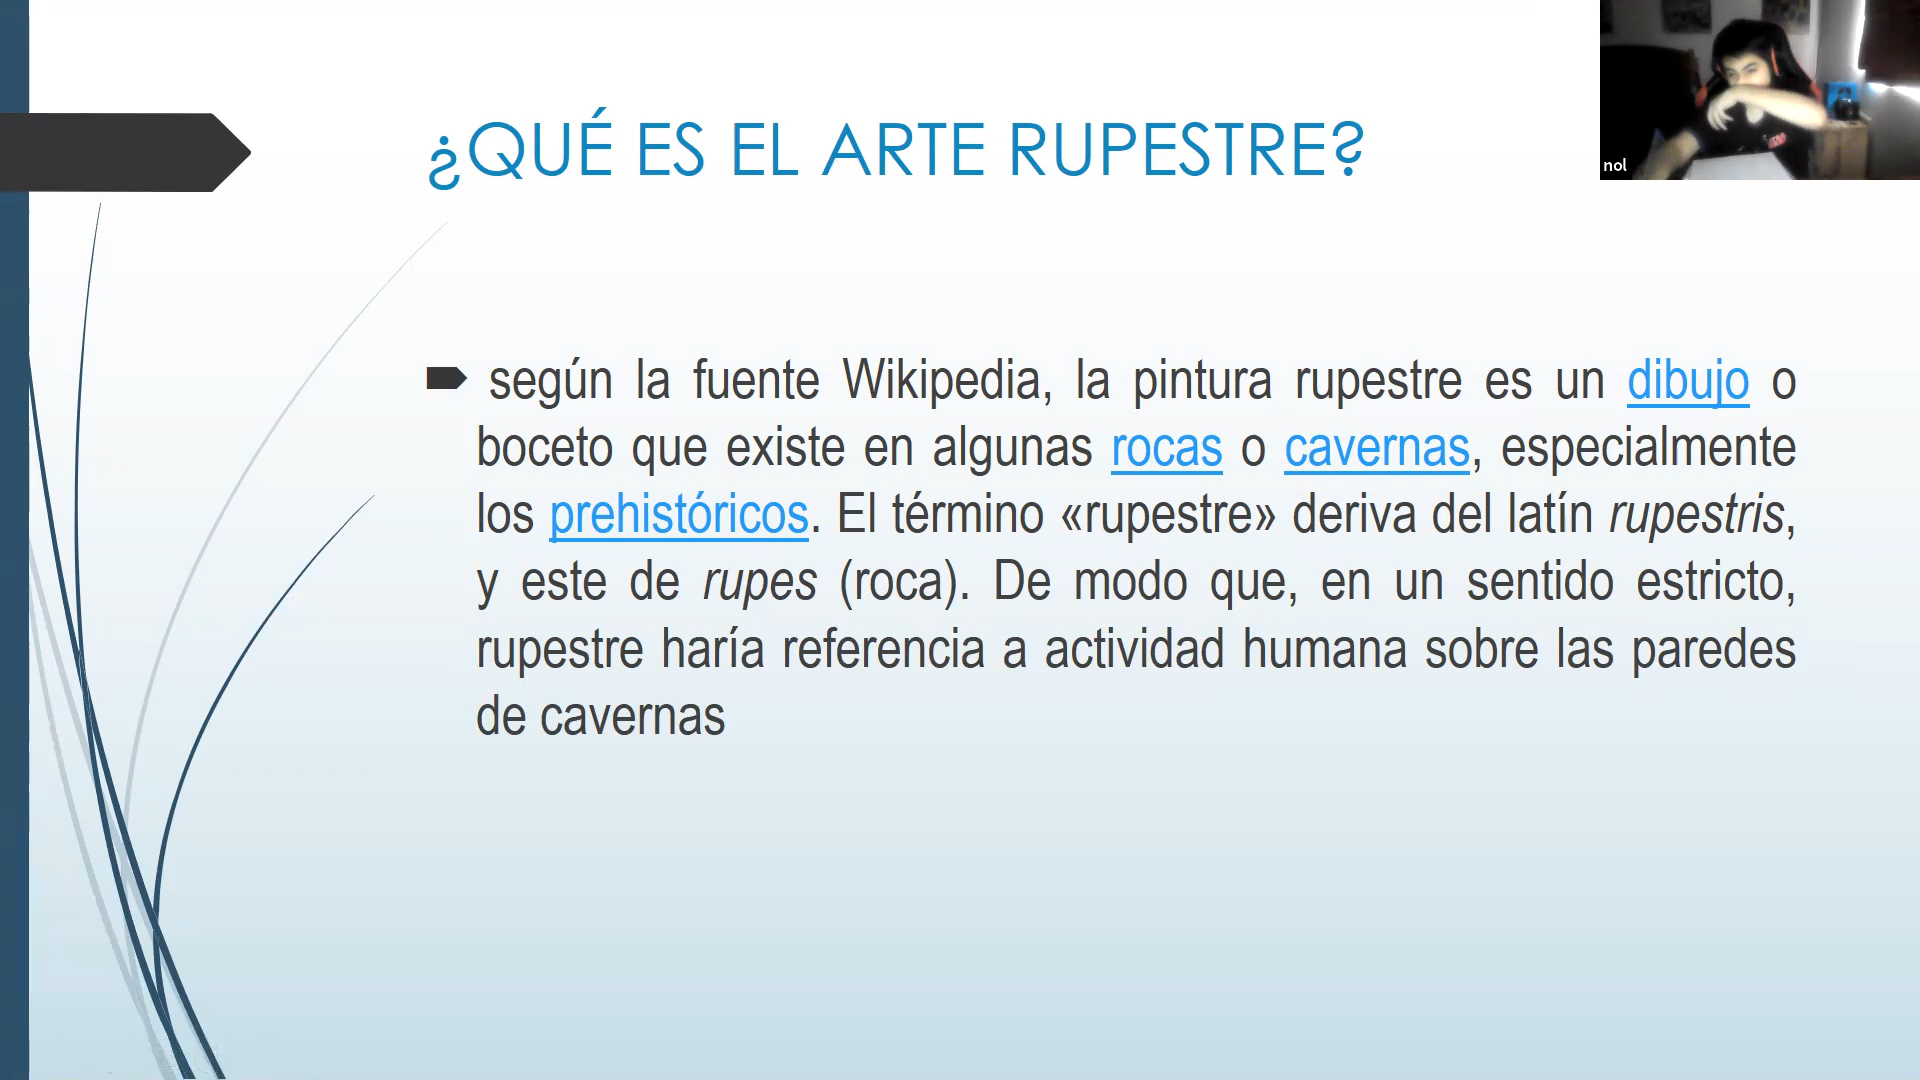 ¿QUÉ ES EL ARTE RUPESTRE?
nol
según la fuente Wikipedia, la pintura rupestre es un dibujo o
boceto que existe en algunas rocas o cavernas, especialmente
los prehistóricos. El término «rupestre» deriva del latín rupestris,
y este de rupes (roca). De modo que, en un sentido estricto,
rupestre haría referencia a actividad humana sobre las paredes
de cavernas